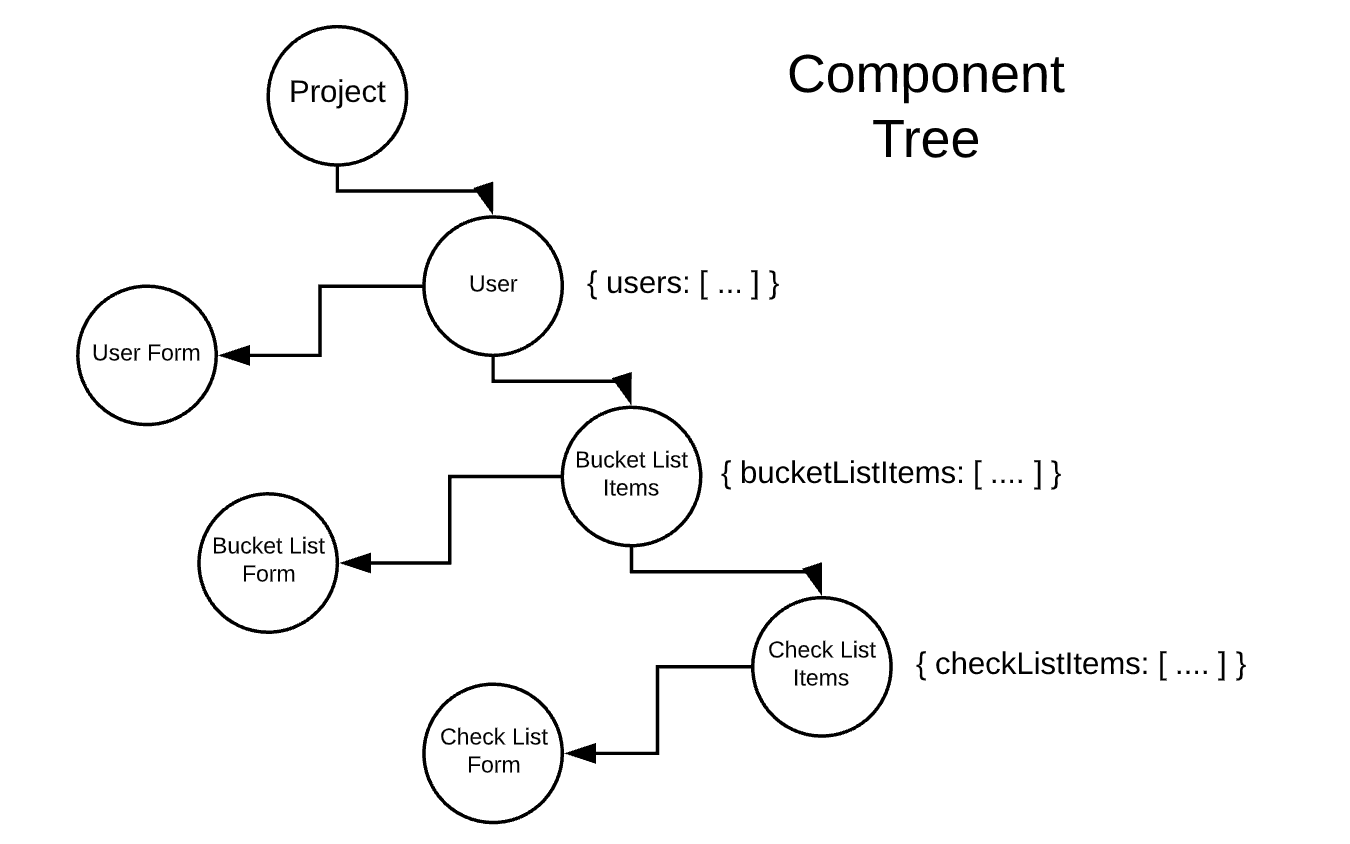 Project
Component
Tree
User
{ users: [ ... ] }
User Form
Bucket List
Items
{ bucketListItems: [ .... ] }
Bucket List
Form
Check List
Items
{ checkListItems: [ .... ] }
Check List
Form